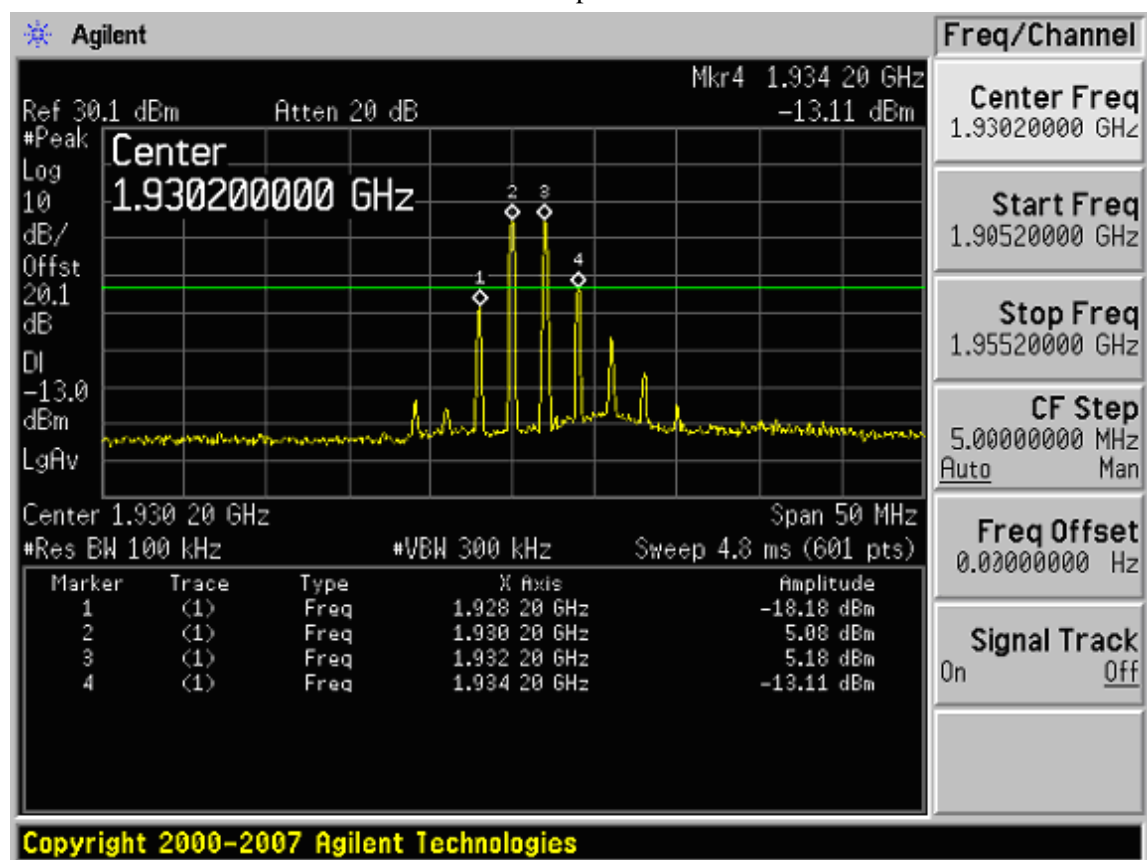 Agilent
Freq/Channel
Mkr4 1.934 20 GHz
Ref 30.1 dBm Atten 20 dB -13.11 dBm
#Peak
Log
10
dB/
Offst
20.1
dB
DI
-13.0
dBm
LgAv
Center
1.930200000 GHz
1
2
3
4
Center 1.930 20 GHz Span 50 MHz
#Res BW 100 kHz #VBW 300 kHz Sweep 4.8 ms (601 pts)
Marker Trace Type X Axis Amplitude
1 (1) Freq 1.928 20 GHz -18.18 dBm
2 (1) Freq 1.930 20 GHz 5.08 dBm
3 (1) Freq 1.932 20 GHz 5.18 dBm
4 (1) Freq 1.934 20 GHz -13.11 dBm
Center Freq
1.93020000 GHz
Start Freq
1.90520000 GHz
Stop Freq
1.95520000 GHz
CF Step
5.00000000 MHz
Auto Man
Freq Offset
0.00000000 Hz
Signal Track
On Off
Copyright 2000-2007 Agilent Technologies